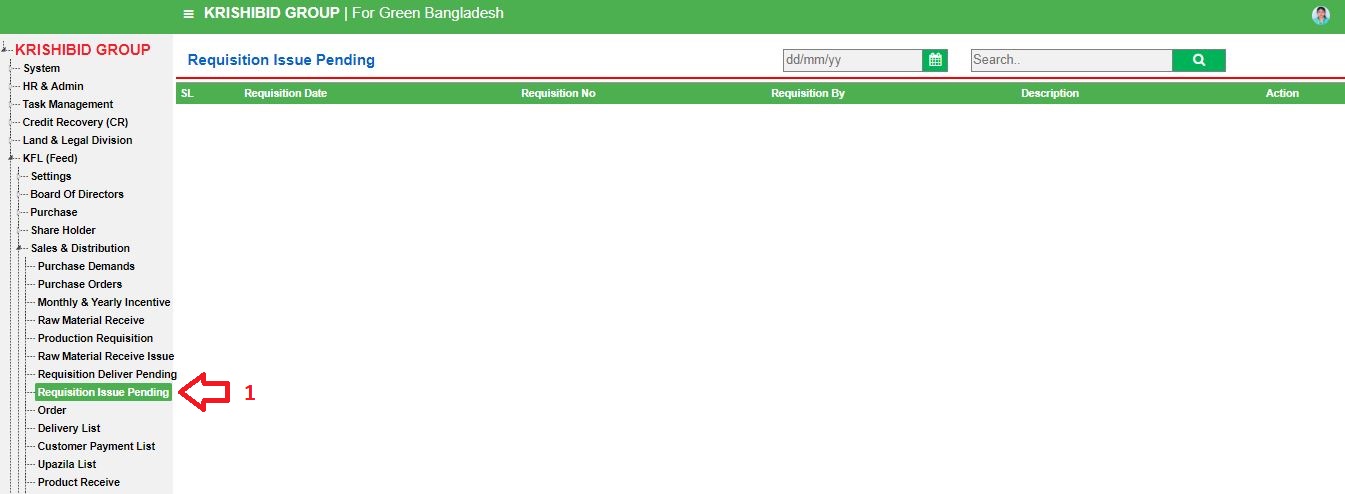 ≡ KRISHIBID GROUP | For Green Bangladesh
KRISHIBID GROUP
System
HR & Admin
Task Management
Credit Recovery (CR)
Land & Legal Division
KFL (Feed)
Settings
Board Of Directors
Purchase
Share Holder
Sales & Distribution
Purchase Demands
Purchase Orders
Monthly & Yearly Incentive
Raw Material Receive
Production Requisition
Raw Material Receive Issue
Requisition Deliver Pending
Requisition Issue Pending 1
Order
Delivery List
Customer Payment List
Upazila List
Product Receive
Requisition Issue Pending dd/mm/yy Search..
SL Requisition Date Requisition No Requisition By Description Action